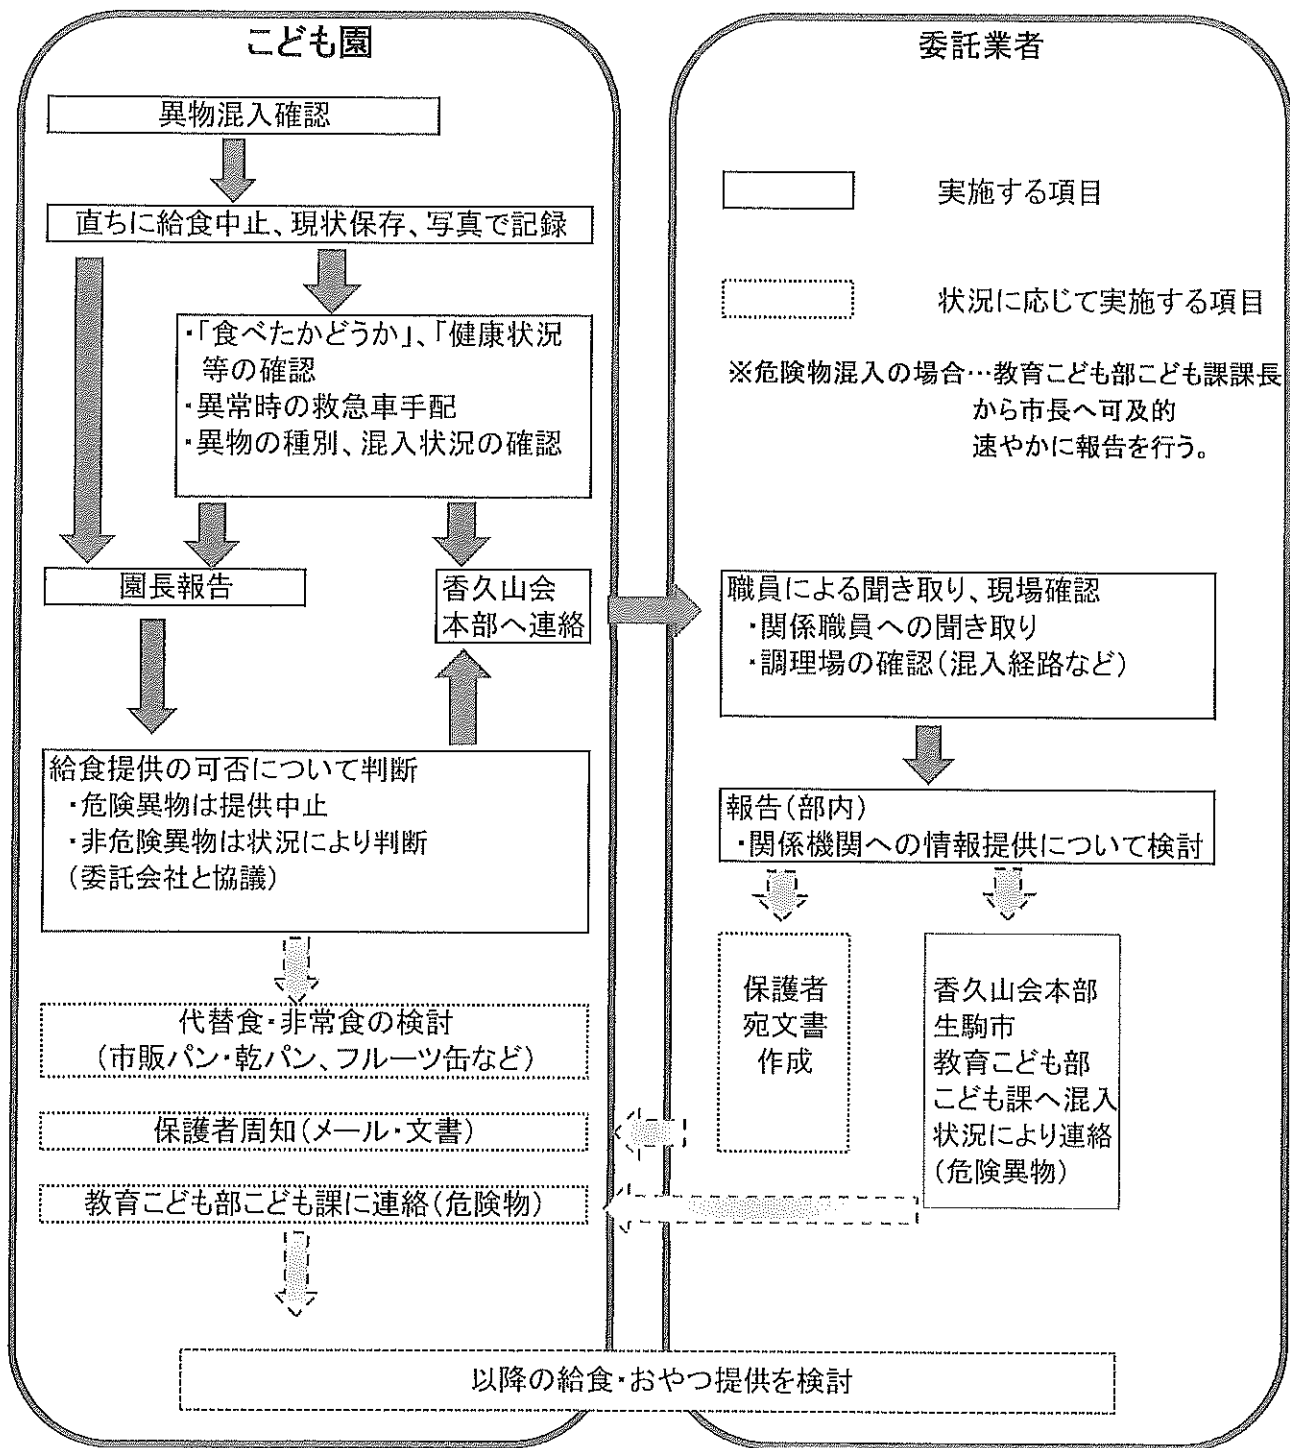 こども園
異物混入確認
直ちに給食中止、現状保存、写真で記録
・「食べたかどうか」、「健康状況
等の確認
・異常時の救急車手配
・異物の種別、混入状況の確認
園長報告
香久山会
本部へ連絡
給食提供の可否について判断
・危険異物は提供中止
・非危険異物は状況により判断
(委託会社と協議)
代替食・非常食の検討
(市販パン・乾パン、フルーツ缶など)
保護者周知(メール・文書)
教育こども部こども課に連絡(危険物)
委託業者
実施する項目
状況に応じて実施する項目
※危険物混入の場合…教育こども部こども課課長
から市長へ可及的
速やかに報告を行う。
職員による聞き取り、現場確認
・関係職員への聞き取り
・調理場の確認(混入経路など)
報告(部内)
・関係機関への情報提供について検討
保護者
宛文書
作成
香久山会本部
生駒市
教育こども部
こども課へ混入
状況により連絡
(危険異物)
以降の給食・おやつ提供を検討